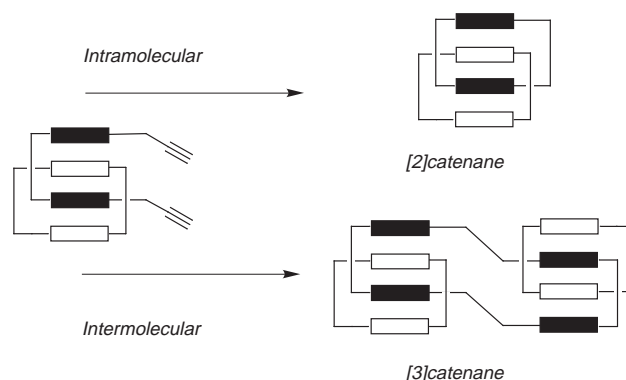 Intramolecular
[2]catenane
Intermolecular
[3]catenane